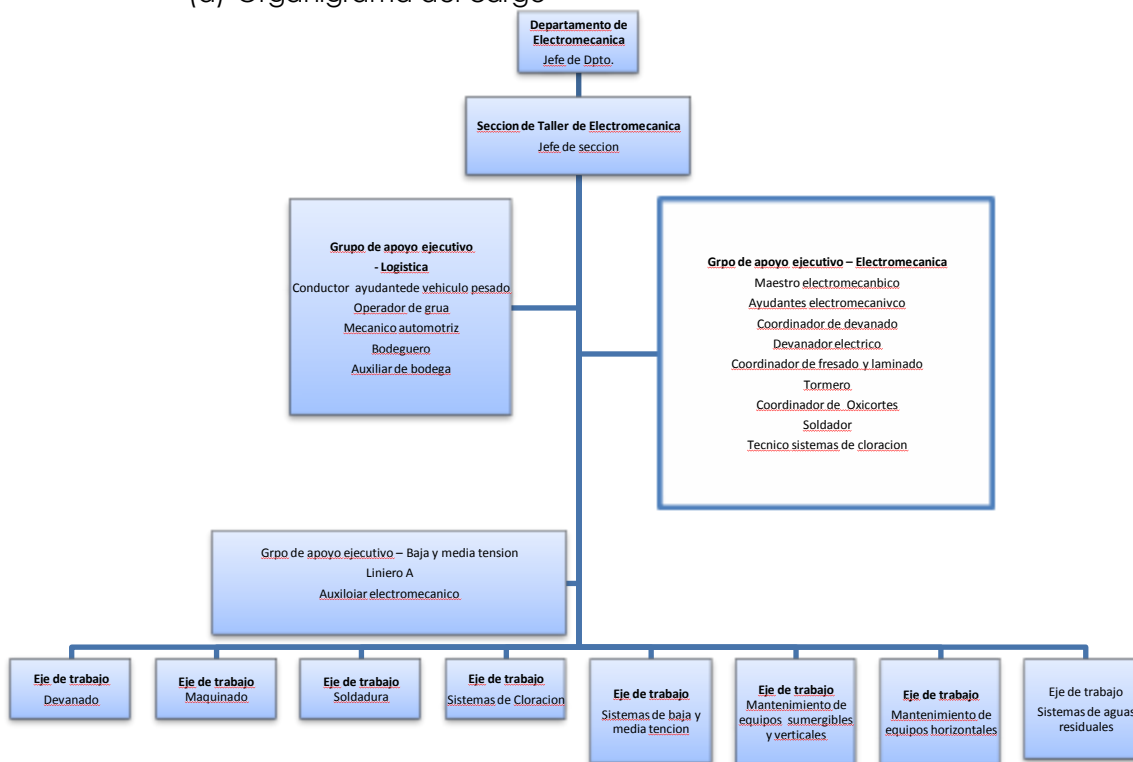 (a) Organigrama del cargo
Departamento de
Electromecanica
Jefe de Dpto.
Seccion de Taller de Electromecanica
Jefe de seccion
Grupo de apoyo ejecutivo
- Logistica
Conductor ayudantede vehiculo pesado
Operador de grua
Mecanico automotriz
Bodeguero
Auxiliar de bodega
Grpo de apoyo ejecutivo – Electromecanica
Maestro electromecanbico
Ayudantes electromecanivco
Coordinador de devanado
Devanador electrico
Coordinador de fresado y laminado
Tormero
Coordinador de Oxicortes
Soldador
Tecnico sistemas de cloracion
Grpo de apoyo ejecutivo – Baja y media tension
Liniero A
Auxiloiar electromecanico
Eje de trabajo
Devanado
Eje de trabajo
Maquinado
Eje de trabajo
Soldadura
Eje de trabajo
Sistemas de Cloracion
Eje de trabajo
Sistemas de baja y
media tencion
Eje de trabajo
Mantenimiento de
equipos sumergibles
y verticales
Eje de trabajo
Mantenimiento de
equipos horizontales
Eje de trabajo
Sistemas de aguas
residuales